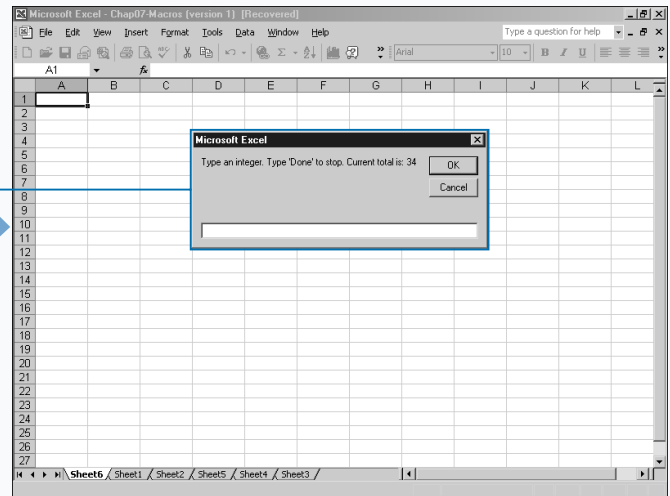 Microsoft Excel - Chap07-Macros (version 1) [Recovered]
File Edit View Insert Format Tools Data Window Help
Type a question for help
Arial 10 B I U
A1 fx
A B C D E F G H I J K L
1
2
3
4
5
6
7
8
9
10
11
12
13
14
15
16
17
18
19
20
21
22
23
24
25
26
27
Microsoft Excel
Type an integer. Type 'Done' to stop. Current total is: 34
OK
Cancel
Sheet6 / Sheet1 / Sheet2 / Sheet5 / Sheet4 / Sheet3 /